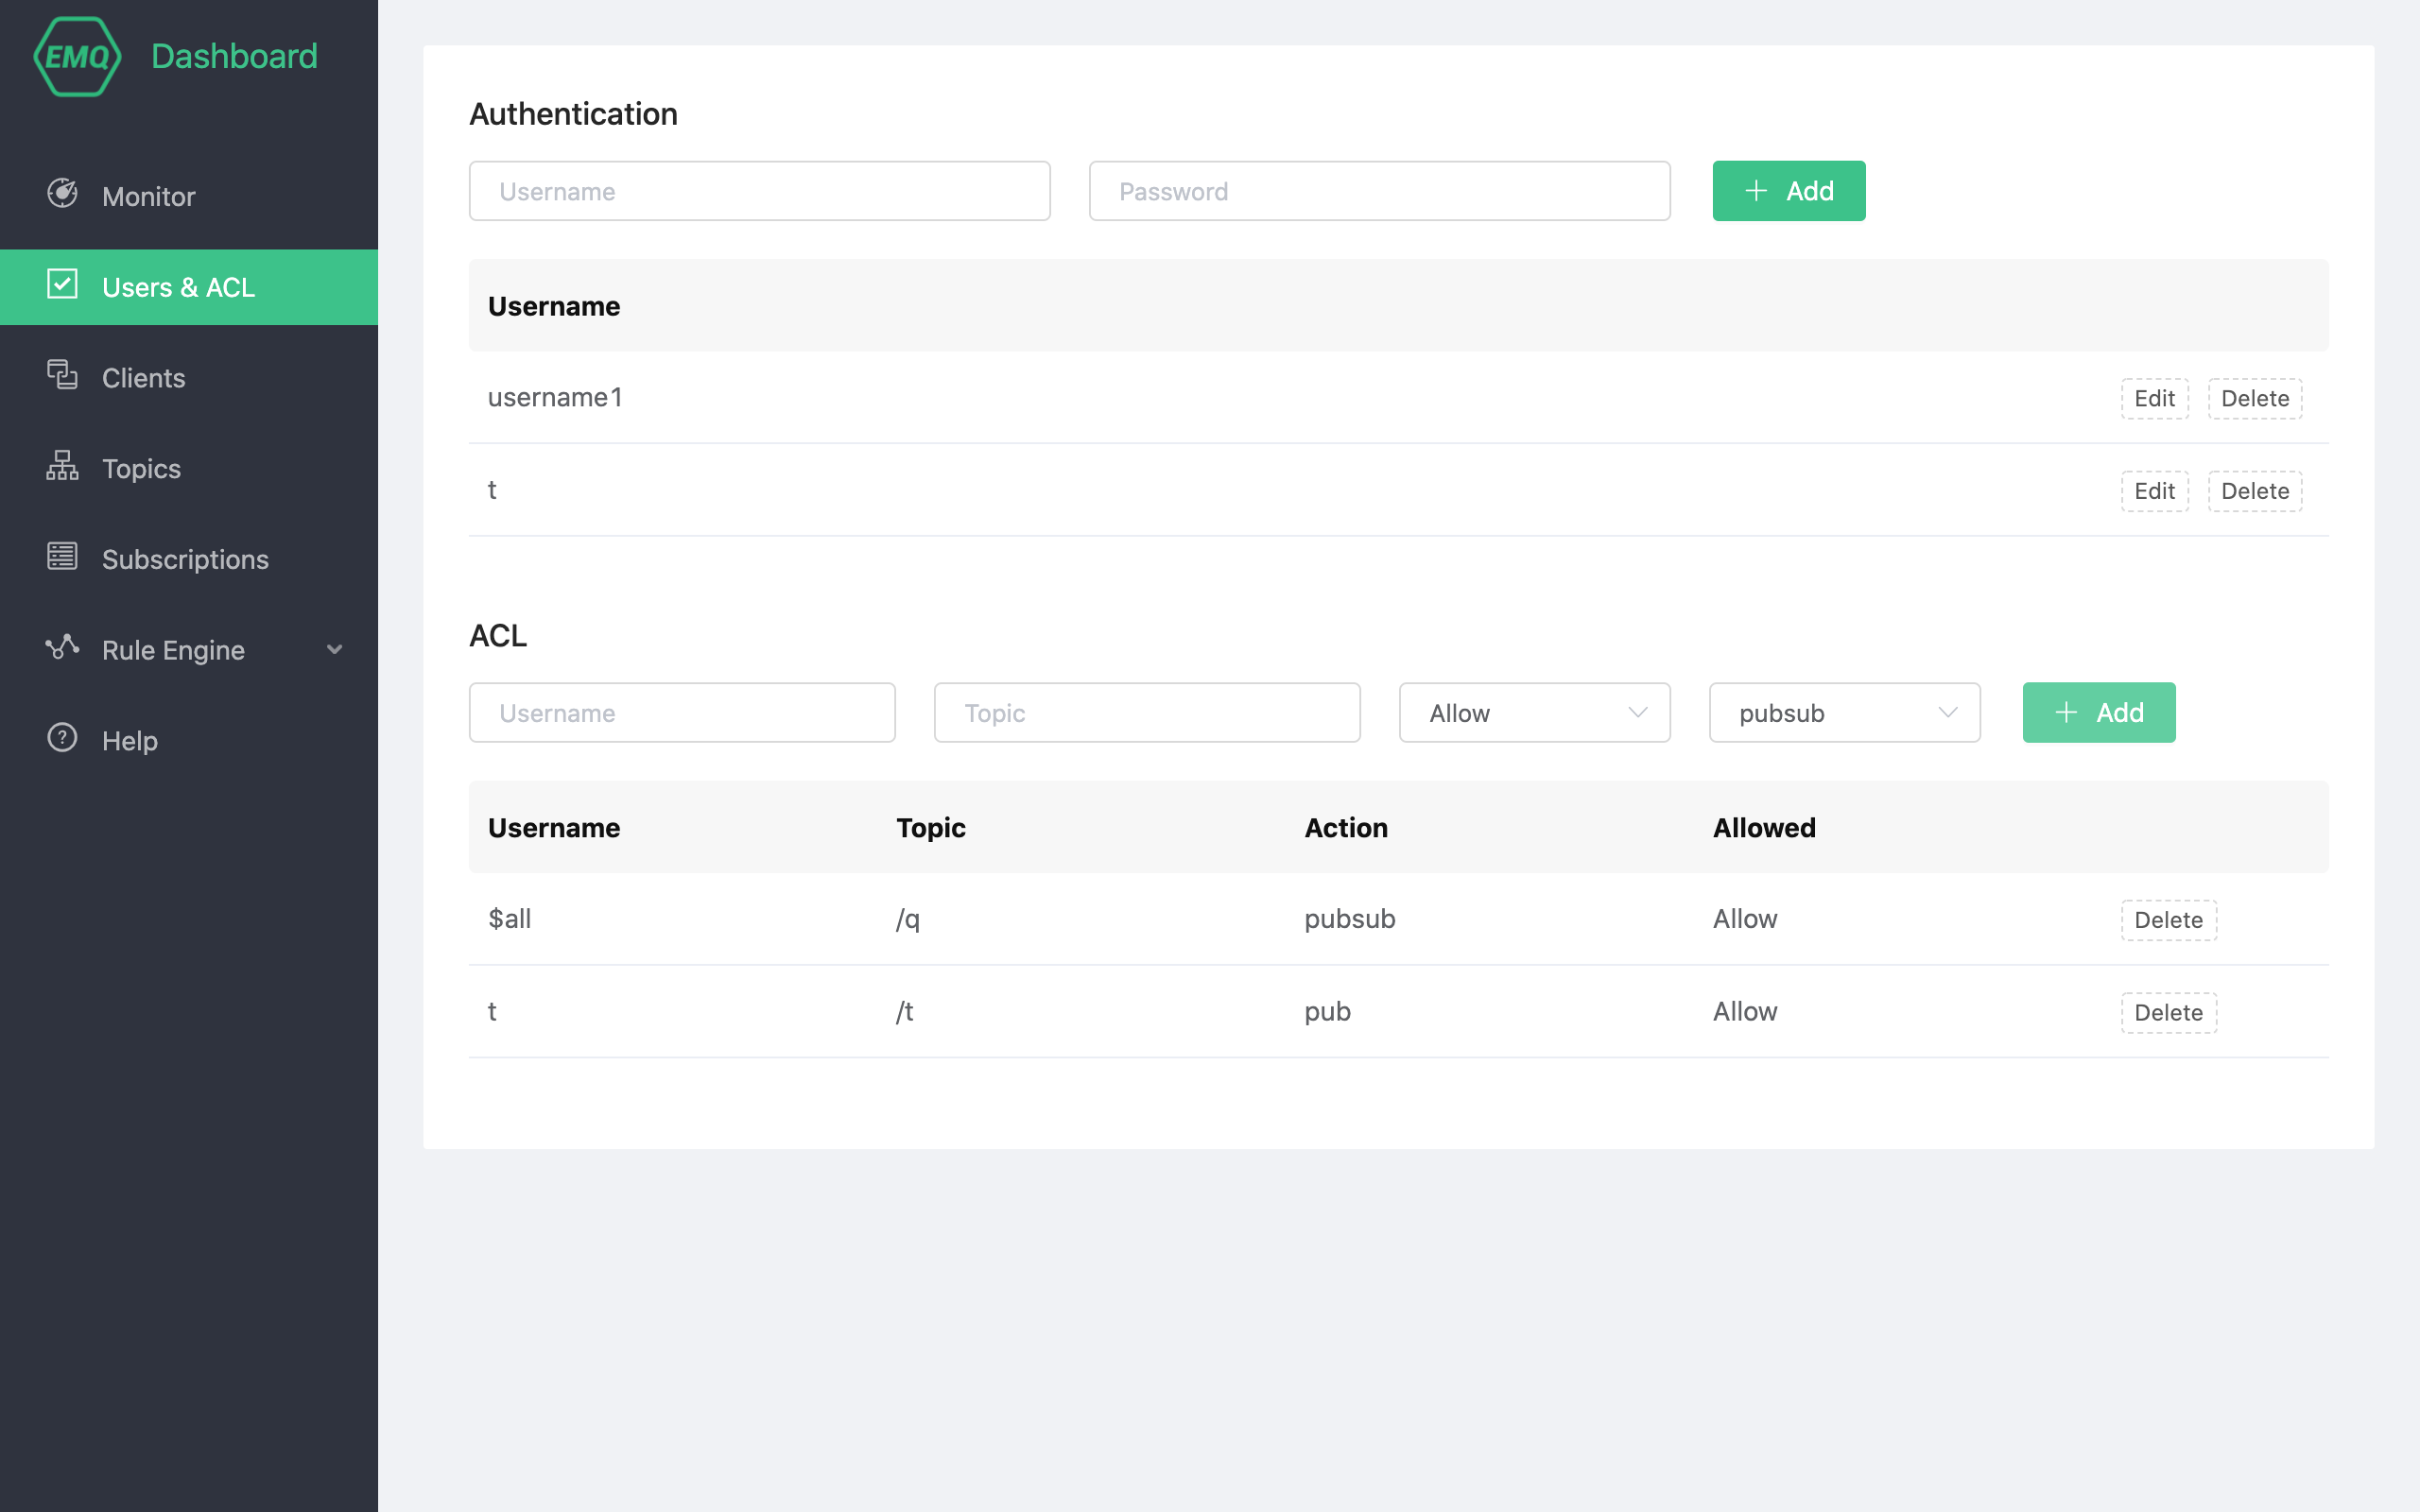 EMQ Dashboard
Monitor
Users & ACL
Clients
Topics
Subscriptions
Rule Engine
Help
Authentication
Username Password + Add
Username
username1 Edit Delete
t Edit Delete
ACL
Username Topic Allow pubsub + Add
Username Topic Action Allowed
$all /q pubsub Allow Delete
t /t pub Allow Delete